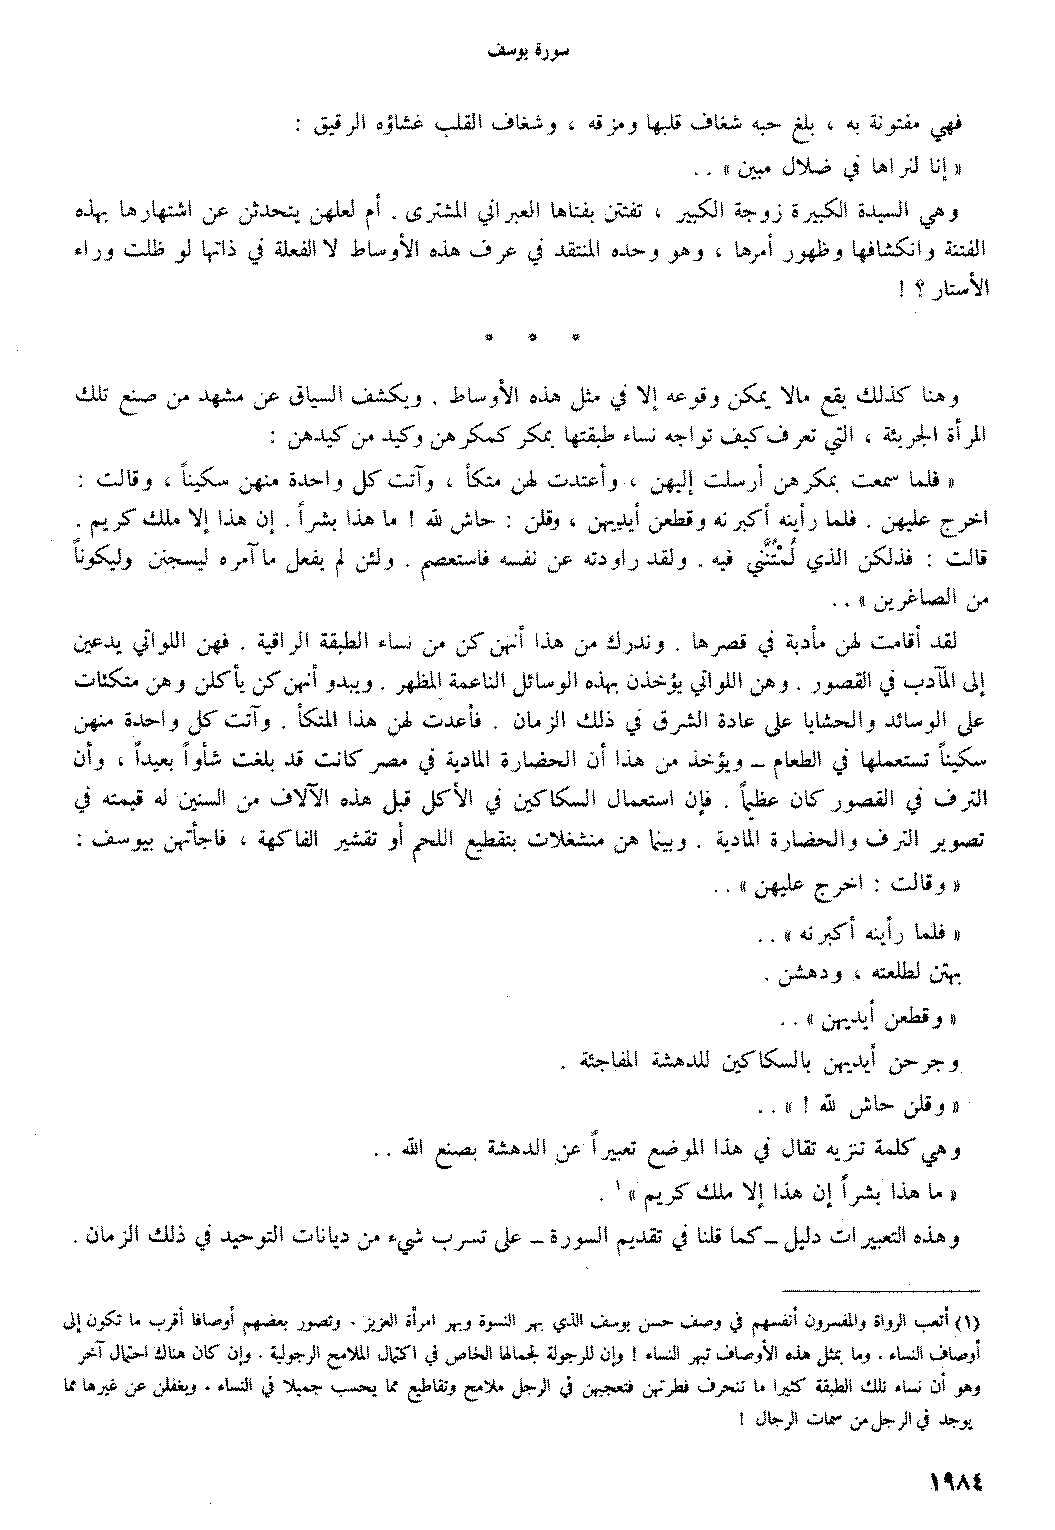 سورة يوسف
فهي مفتونة به ، بلغ حبه شغاف قلبها ومزقه ، وشغاف القلب غشاؤه الرقيق :
« إنا لنراها في ضلال مبين » . .
وهي السيدة الكبيرة زوجة الكبير ، تفتتن بفتاها العبراني المشترى . أم لعلهن يتحدثن عن اشتهارها بهذه
الفتنة وانكشافها وظهور أمرها ، وهو وحده المنتقد في عرف هذه الأوساط لا الفعلة في ذاتها لو ظلت وراء
الأستار ؟ !
* * *
وهنا كذلك يقع مالا يمكن وقوعه إلا في مثل هذه الأوساط . ويكشف السياق عن مشهد من صنع تلك
المرأة الجريئة ، التي تعرف كيف تواجه نساء طبقتها بمكر كمكرهن وكيد من كيدهن :
« فلما سمعت بمكرهن أرسلت إليهن ، وأعتدت لهن متكأ ، وآتت كل واحدة منهن سكيناً ، وقالت :
اخرج عليهن . فلما رأينه أكبرنه وقطعن أيديهن ، وقلن : حاش لله ! ما هذا بشراً . إن هذا إلا ملك كريم .
قالت : فذلكن الذي لُمْتُنَّني فيه . ولقد راودته عن نفسه فاستعصم . ولئن لم يفعل ما آمره ليسجنن وليكوناً
من الصاغرين » . .
لقد أقامت لهن مأدبة في قصرها . وندرك من هذا أنهن كن من نساء الطبقة الراقية . فهن اللواتي يدعين
إلى المآدب في القصور . وهن اللواتي يؤخذن بهذه الوسائل الناعمة المظهر . ويبدو أنهن كن يأكلن وهن متكئات
على الوسائد والحشايا على عادة الشرق في ذلك الزمان . فأعدت لهن هذا المتكأ . وآتت كل واحدة منهن
سكيناً تستعملها في الطعام – ويؤخذ من هذا أن الحضارة المادية في مصر كانت قد بلغت شأواً بعيداً ، وأن
الترف في القصور كان عظيماً . فإن استعمال السكاكين في الأكل قبل هذه الآلاف من السنين له قيمته في
تصوير الترف والحضارة المادية . وبينما هن منشغلات بتقطيع اللحم أو تقشير الفاكهة ، فاجأتهن بيوسف :
« وقالت : اخرج عليهن » . .
« فلما رأينه أكبرنه » . .
بهتن لطلعته ، ودهشن .
« وقطعن أيديهن » . .
وجرحن أيديهن بالسكاكين للدهشة المفاجئة .
« وقلن حاش لله ! » . .
وهي كلمة تنزيه تقال في هذا الموضع تعبيراً عن الدهشة بصنع الله . .
« ما هذا بشراً إن هذا إلا ملك كريم » ١ .
وهذه التعبيرات دليل – كما قلنا في تقديم السورة – على تسرب شيء من ديانات التوحيد في ذلك الزمان .
(١) أتعب الرواة والمفسرون أنفسهم في وصف حسن يوسف الذي بهر النسوة وبهر امرأة العزيز . وتصور بعضهم أوصافا أقرب ما تكون إلى
أوصاف النساء . وما بمثل هذه الأوصاف تبهر النساء ! وإن للرجولة لجمالها الخاص في اكتمال الملامح الرجولية . وإن كان هناك احتمال آخر
وهو أن نساء تلك الطبقة كثيرا ما تنحرف فطرتهن فتعجبهن في الرجل ملامح وتقاطيع مما يحسب جميلا في النساء . ويغفلن عن غيرها مما
يوجد في الرجل من سمات الرجال !
١٩٨٤